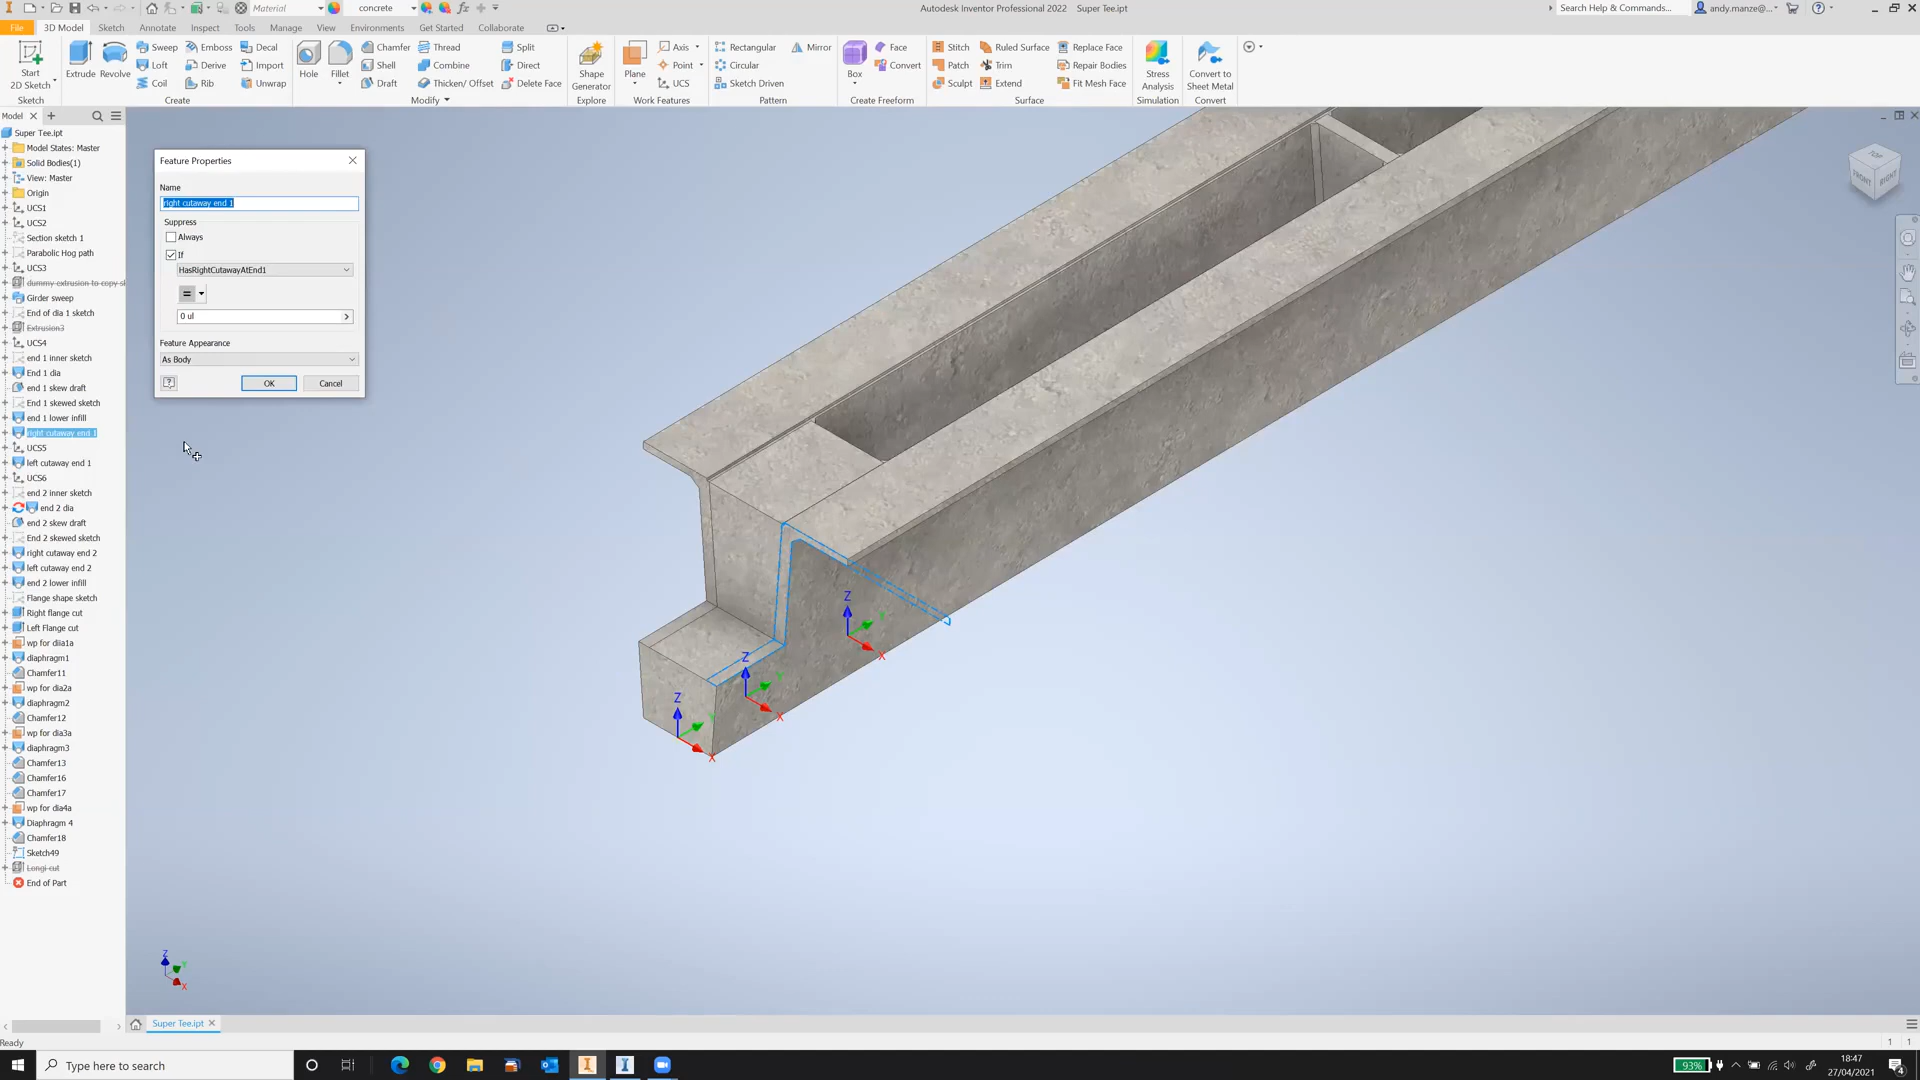 Material
concrete
Autodesk Inventor Professional 2022 Super Tee.ipt
Search Help & Commands...
andy.manze@...
File
3D Model
Sketch
Annotate
Inspect
Tools
Manage
View
Environments
Get Started
Collaborate
Start
2D Sketch
Sketch
Extrude
Revolve
Sweep
Loft
Coil
Emboss
Derive
Rib
Decal
Import
Unwrap
Create
Hole
Fillet
Chamfer
Shell
Draft
Thread
Combine
Thicken/ Offset
Split
Direct
Delete Face
Modify
Shape
Generator
Explore
Plane
Axis
Point
UCS
Work Features
Rectangular
Circular
Sketch Driven
Mirror
Pattern
Box
Face
Convert
Create Freeform
Stitch
Patch
Sculpt
Ruled Surface
Trim
Extend
Replace Face
Repair Bodies
Fit Mesh Face
Surface
Stress
Analysis
Simulation
Convert to
Sheet Metal
Convert
Model
Super Tee.ipt
Model States: Master
Solid Bodies(1)
View: Master
Origin
UCS1
UCS2
Section sketch 1
Parabolic Hog path
UCS3
dummy extrusion to copy sk
Girder sweep
End of dia 1 sketch
Extrusion3
UCS4
end 1 inner sketch
End 1 dia
end 1 skew draft
End 1 skewed sketch
end 1 lower infill
right cutaway end 1
UCS5
left cutaway end 1
UCS6
end 2 inner sketch
end 2 dia
end 2 skew draft
End 2 skewed sketch
right cutaway end 2
left cutaway end 2
end 2 lower infill
Flange shape sketch
Right flange cut
Left Flange cut
wp for diia1a
diaphragm1
Chamfer11
wp for dia2a
diaphragm2
Chamfer12
wp for dia3a
diaphragm3
Chamfer13
Chamfer16
Chamfer17
wp for dia4a
Diaphragm 4
Chamfer18
Sketch49
Longi cut
End of Part
Feature Properties
Name
right cutaway end 1
Suppress
Always
If
HasRightCutawayAtEnd1
=
0 ul
Feature Appearance
As Body
OK
Cancel
TOP
FRONT
RIGHT
Z
X
Z
X
Z
X
Z
Y
X
Super Tee.ipt
Ready
1 1
Type here to search
93%
18:47
27/04/2021
4